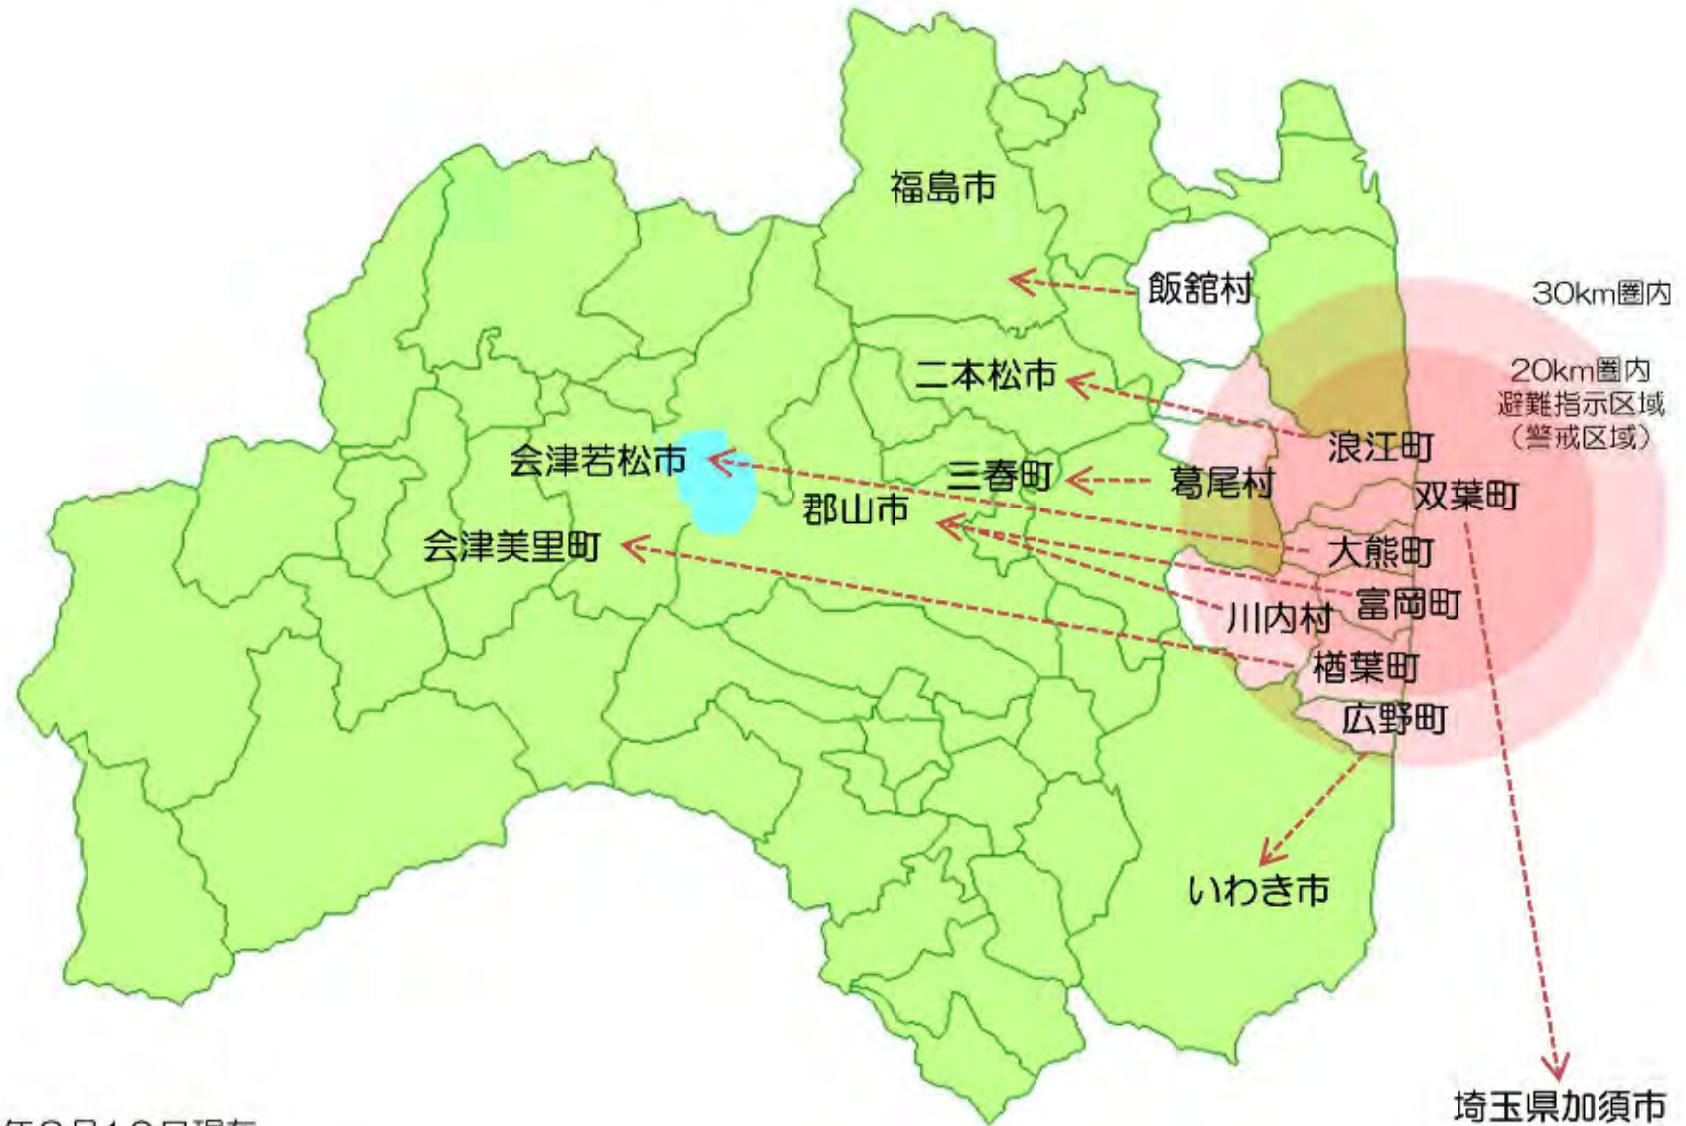 福島市
飯舘村
30km圏内
20km圏内
避難指示区域
（警戒区域）
二本松市
浪江町
会津若松市
三春町
葛尾村
双葉町
郡山市
会津美里町
大熊町
富岡町
川内村
楢葉町
広野町
いわき市
埼玉県加須市